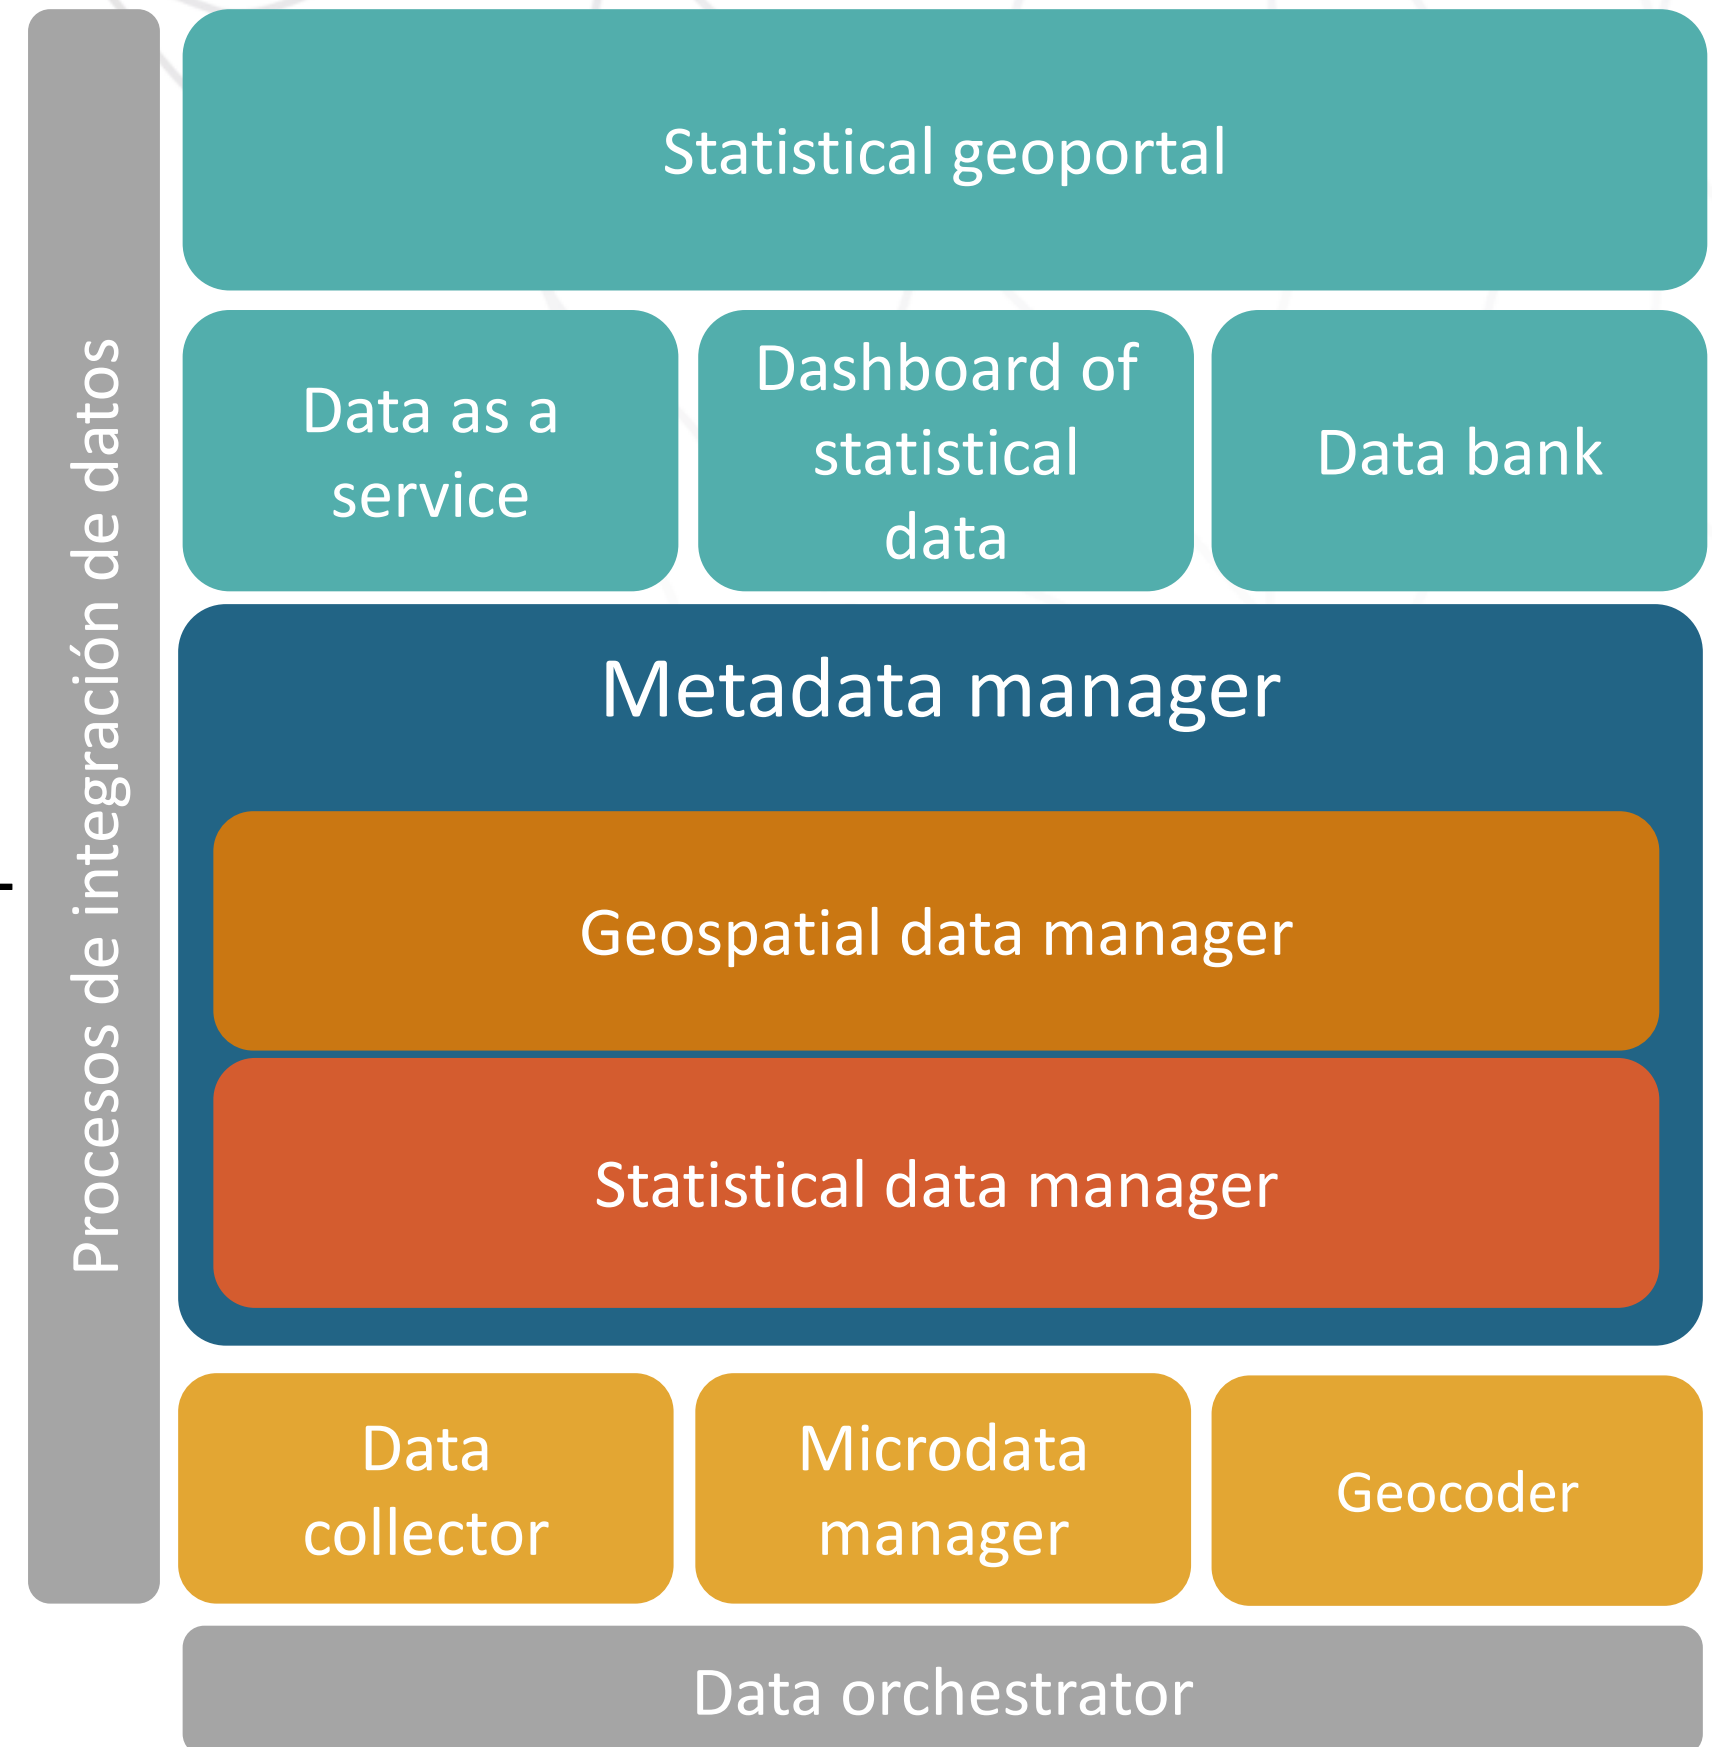 Procesos de integración de datos
Statistical geoportal
Data as a
service
Dashboard of
statistical
data
Data bank
Metadata manager
Geospatial data manager
Statistical data manager
Data
collector
Microdata
manager
Geocoder
Data orchestrator